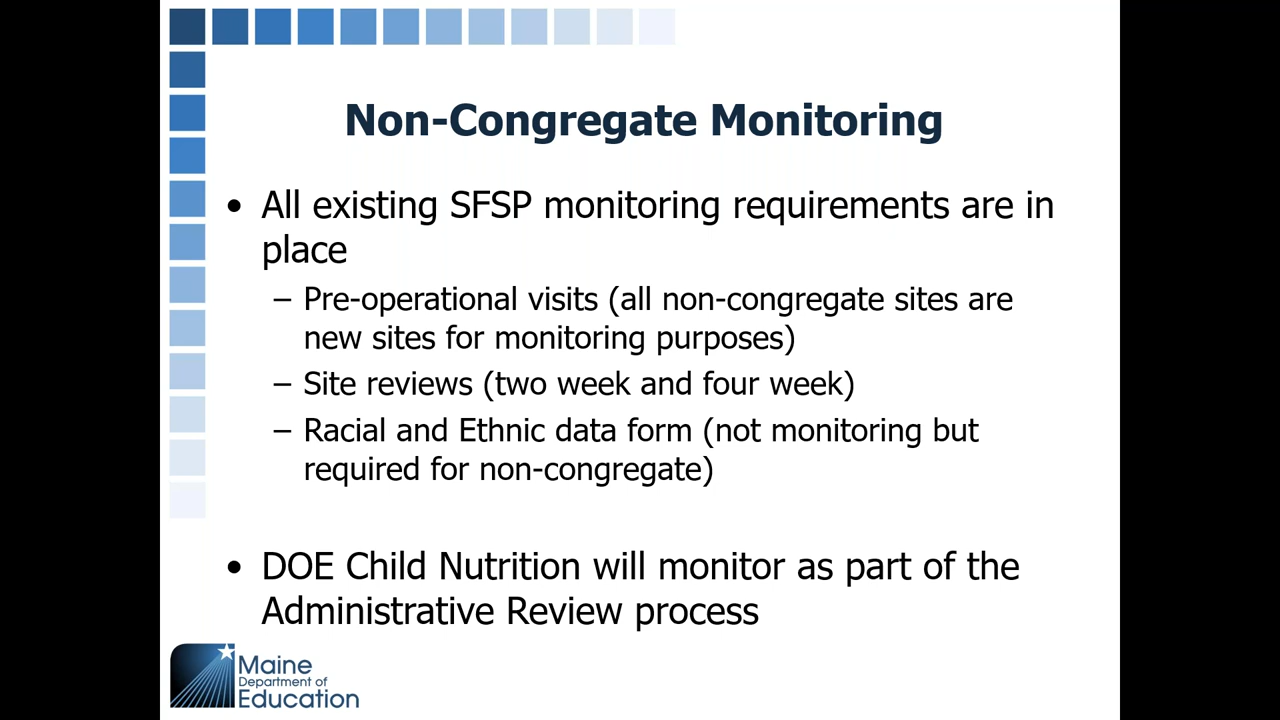 Non-Congregate Monitoring
• All existing SFSP monitoring requirements are in
place
– Pre-operational visits (all non-congregate sites are
new sites for monitoring purposes)
– Site reviews (two week and four week)
– Racial and Ethnic data form (not monitoring but
required for non-congregate)
• DOE Child Nutrition will monitor as part of the
Administrative Review process
Maine
Department of
Education